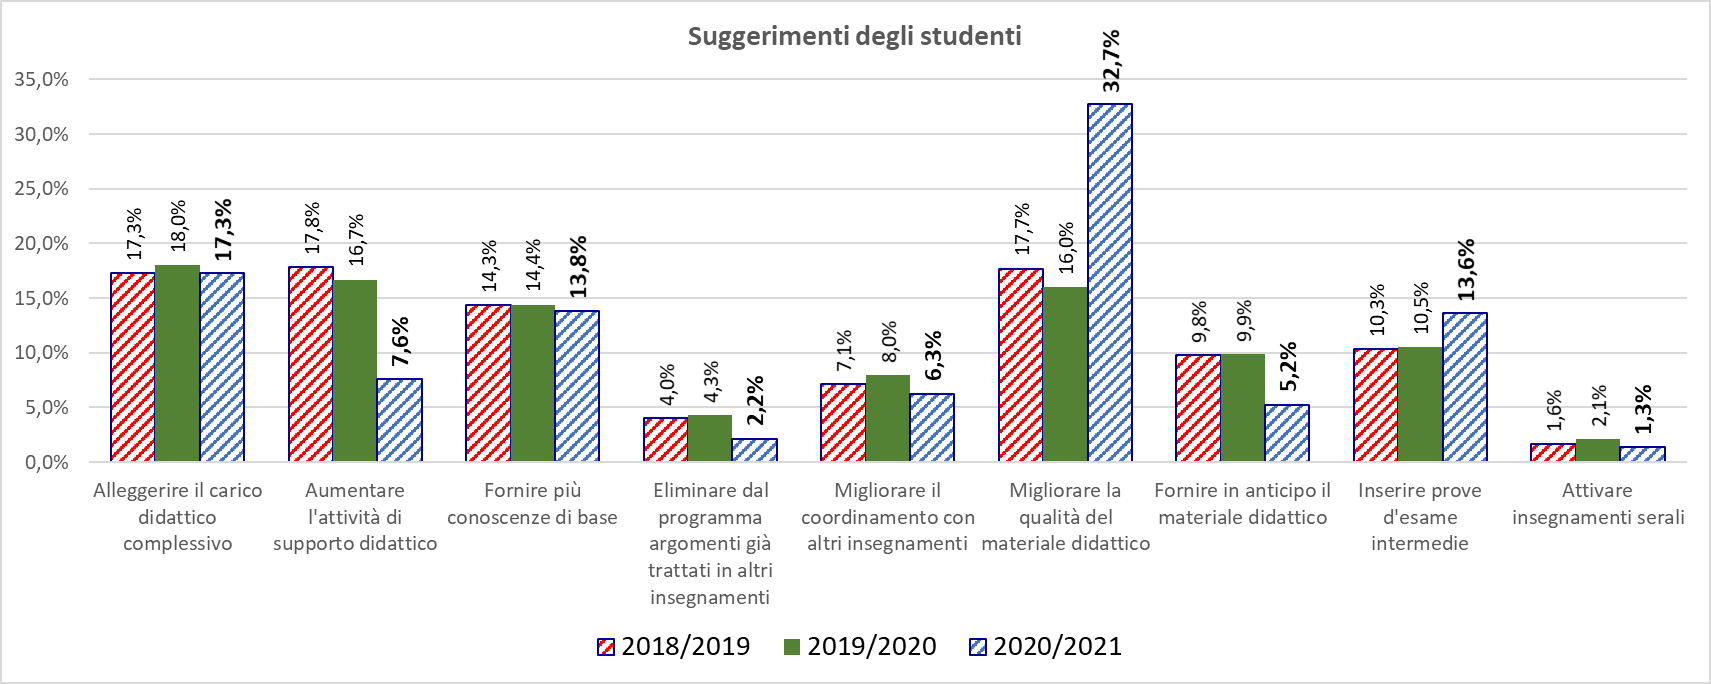 Suggerimenti degli studenti
35,0%
30,0%
25,0%
20,0%
15,0%
10,0%
5,0%
0,0%
17,3%
18,0%
17,3%
17,8%
16,7%
7,6%
14,3%
14,4%
13,8%
4,0%
4,3%
2,2%
7,1%
8,0%
6,3%
17,7%
16,0%
32,7%
9,8%
9,9%
5,2%
10,3%
10,5%
13,6%
1,6%
2,1%
1,3%
Alleggerire il carico
didattico
complessivo
Aumentare
l'attività di
supporto didattico
Fornire più
conoscenze di base
Eliminare dal
programma
argomenti già
trattati in altri
insegnamenti
Migliorare il
coordinamento con
altri insegnamenti
Migliorare la
qualità del
materiale didattico
Fornire in anticipo il
materiale didattico
Inserire prove
d'esame
intermedie
Attivare
insegnamenti serali
2018/2019
2019/2020
2020/2021